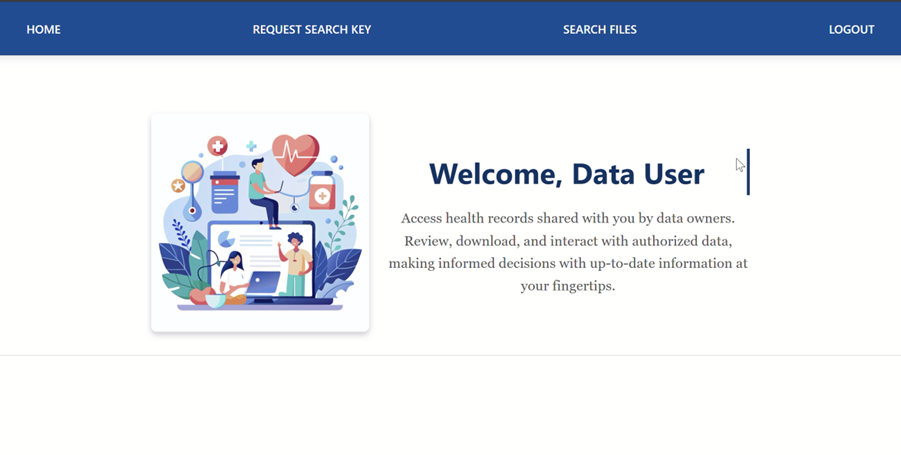 HOME REQUEST SEARCH KEY SEARCH FILES LOGOUT
Welcome, Data User
Access health records shared with you by data owners.
Review, download, and interact with authorized data,
making informed decisions with up-to-date information at
your fingertips.